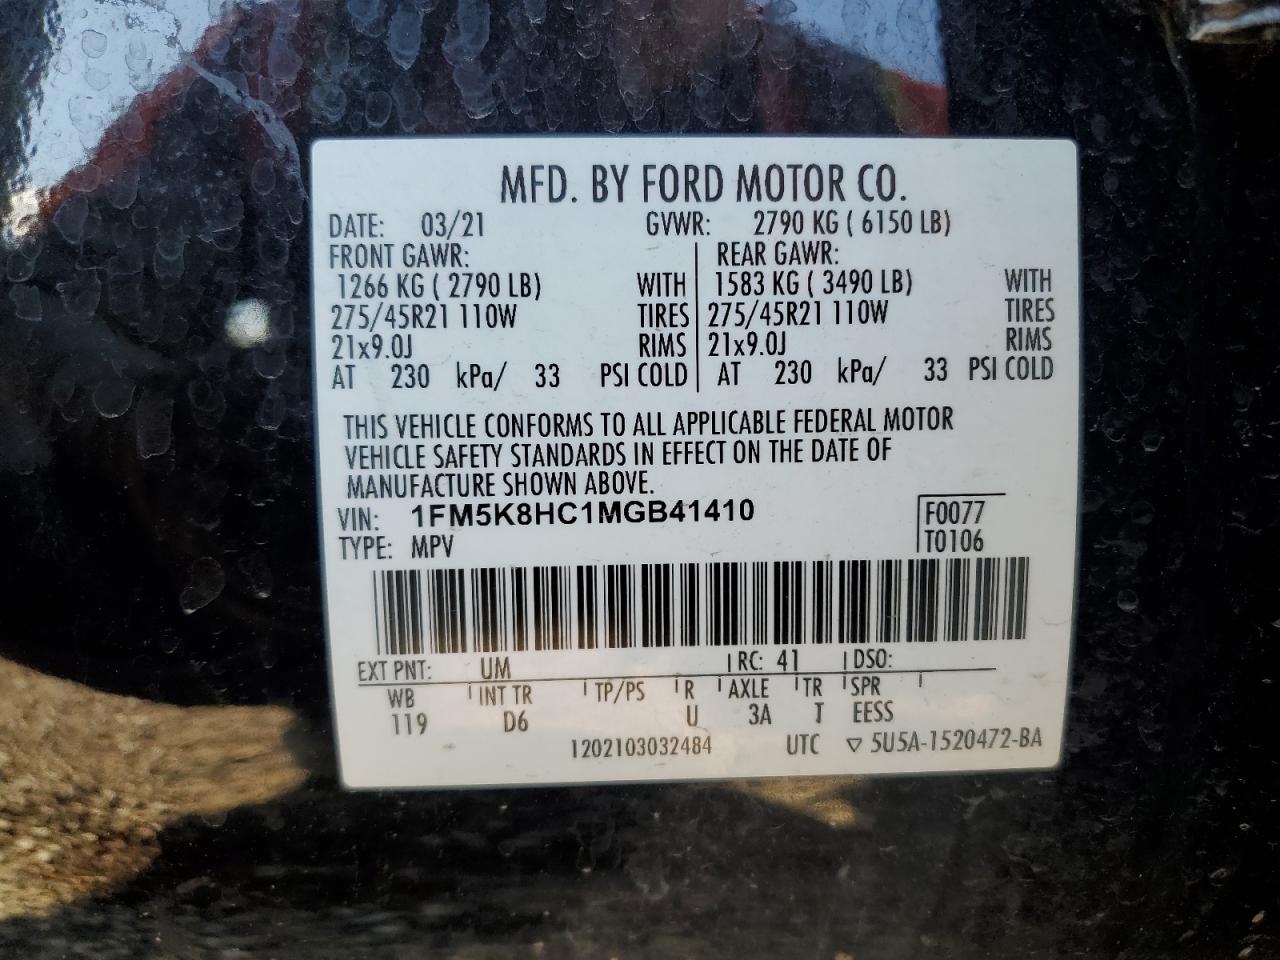 MFD. BY FORD MOTOR CO.
DATE: 03/21 GVWR: 2790 KG ( 6150 LB)
FRONT GAWR: REAR GAWR:
1266 KG ( 2790 LB) WITH 1583 KG ( 3490 LB) WITH
275/45R21 110W TIRES 275/45R21 110W TIRES
21x9.0J RIMS 21x9.0J RIMS
AT 230 kPa/ 33 PSI COLD AT 230 kPa/ 33 PSI COLD
THIS VEHICLE CONFORMS TO ALL APPLICABLE FEDERAL MOTOR
VEHICLE SAFETY STANDARDS IN EFFECT ON THE DATE OF
MANUFACTURE SHOWN ABOVE.
VIN: 1FM5K8HC1MGB41410 F0077
TYPE: MPV T0106
EXT PNT: UM RC: 41 DSO:
WB INT TR TP/PS R AXLE TR SPR
119 D6 U 3A T EESS
1202103032484 UTC ▽ 5U5A-1520472-BA